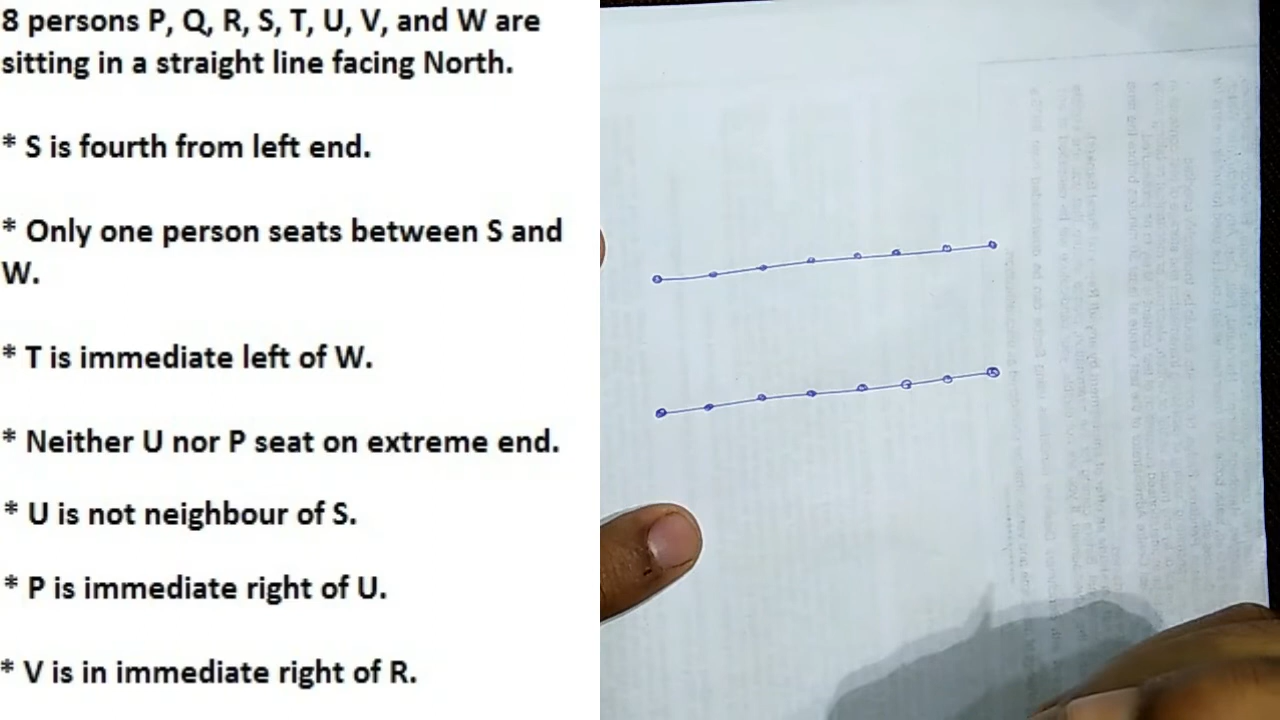 8 persons P, Q, R, S, T, U, V, and W are
sitting in a straight line facing North.
* S is fourth from left end.
* Only one person seats between S and
W.
* T is immediate left of W.
* Neither U nor P seat on extreme end.
* U is not neighbour of S.
* P is immediate right of U.
* V is in immediate right of R.